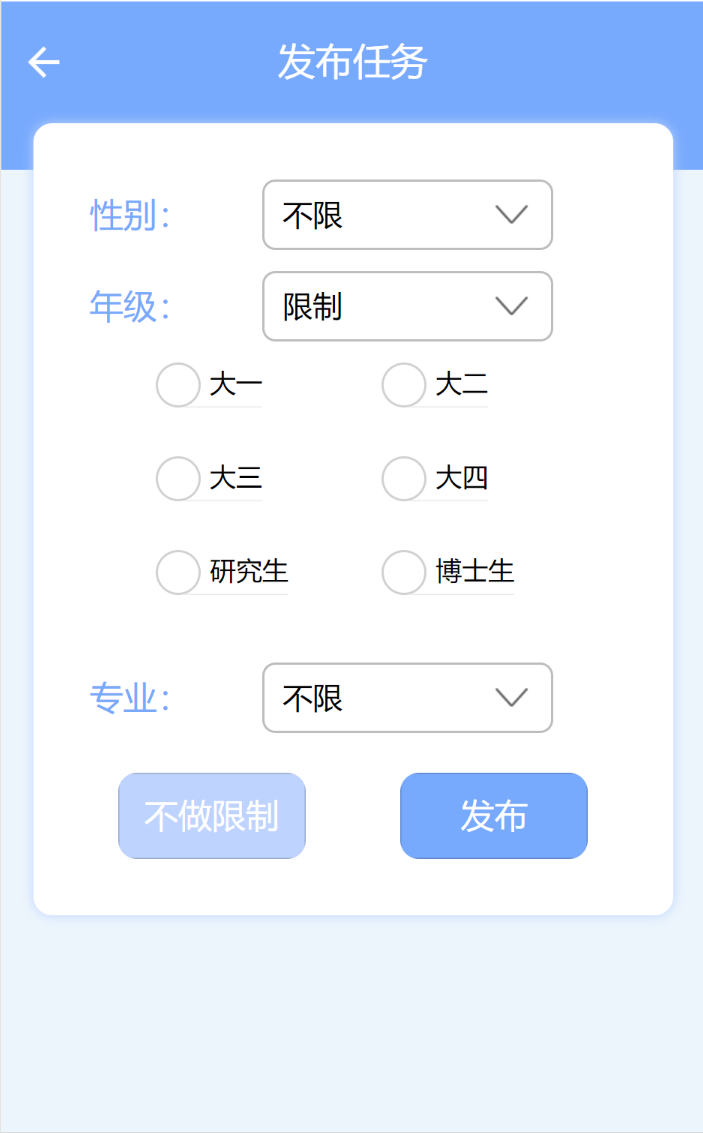 发布任务
性别： 不限
年级： 限制
大一 大二
大三 大四
研究生 博士生
专业： 不限
不做限制 发布